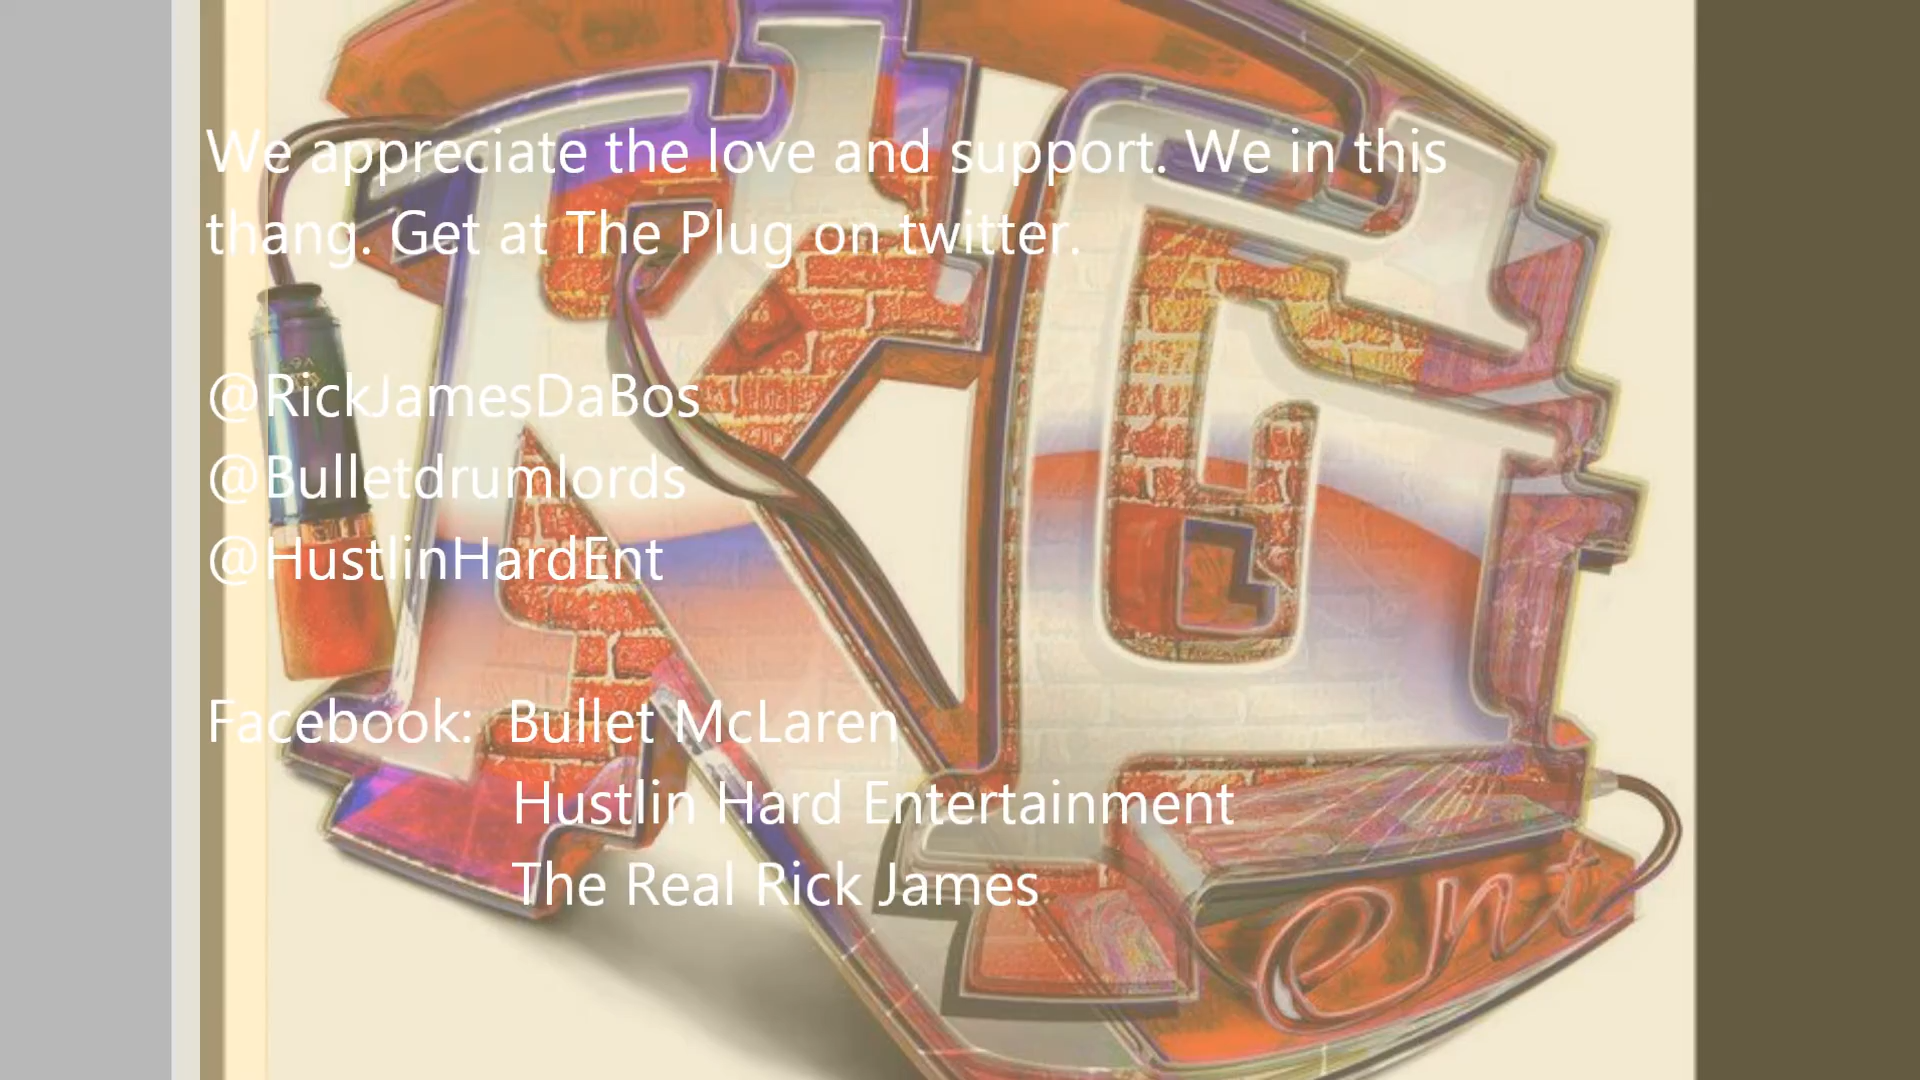 We appreciate the love and support. We in this
thang. Get at The Plug on twitter.
@RickJamesDaBos
@Bulletdrumlords
@HustlinHardEnt
Facebook: Bullet McLaren
Hustlin Hard Entertainment
The Real Rick James
ent